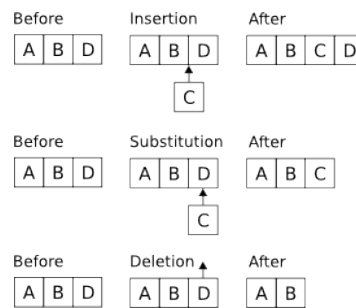 Before Insertion After
A B D A B D A B C D
C
Before Substitution After
A B D A B D A B C
C
Before Deletion After
A B D A B D A B